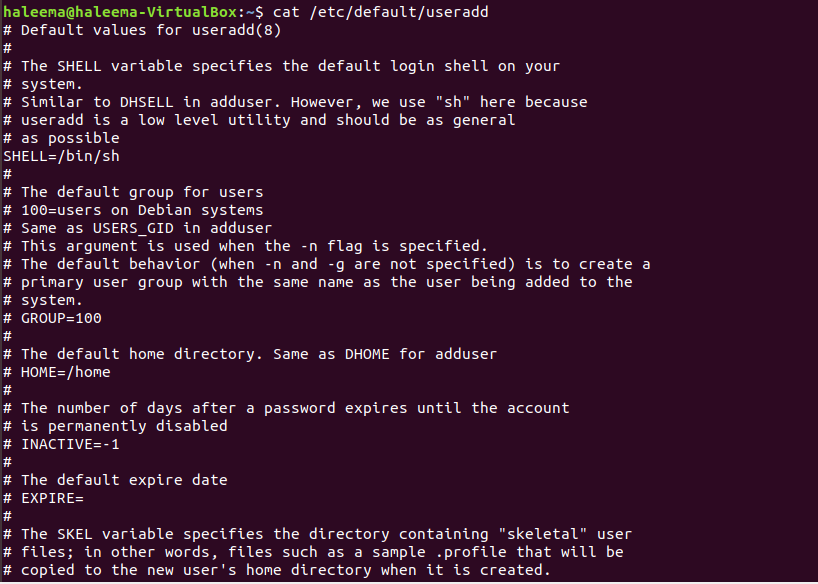 haleema@haleema-VirtualBox:~$ cat /etc/default/useradd
# Default values for useradd(8)
#
# The SHELL variable specifies the default login shell on your
# system.
# Similar to DHSELL in adduser. However, we use "sh" here because
# useradd is a low level utility and should be as general
# as possible
SHELL=/bin/sh
#
# The default group for users
# 100=users on Debian systems
# Same as USERS_GID in adduser
# This argument is used when the -n flag is specified.
# The default behavior (when -n and -g are not specified) is to create a
# primary user group with the same name as the user being added to the
# system.
# GROUP=100
#
# The default home directory. Same as DHOME for adduser
# HOME=/home
#
# The number of days after a password expires until the account
# is permanently disabled
# INACTIVE=-1
#
# The default expire date
# EXPIRE=
#
# The SKEL variable specifies the directory containing "skeletal" user
# files; in other words, files such as a sample .profile that will be
# copied to the new user's home directory when it is created.